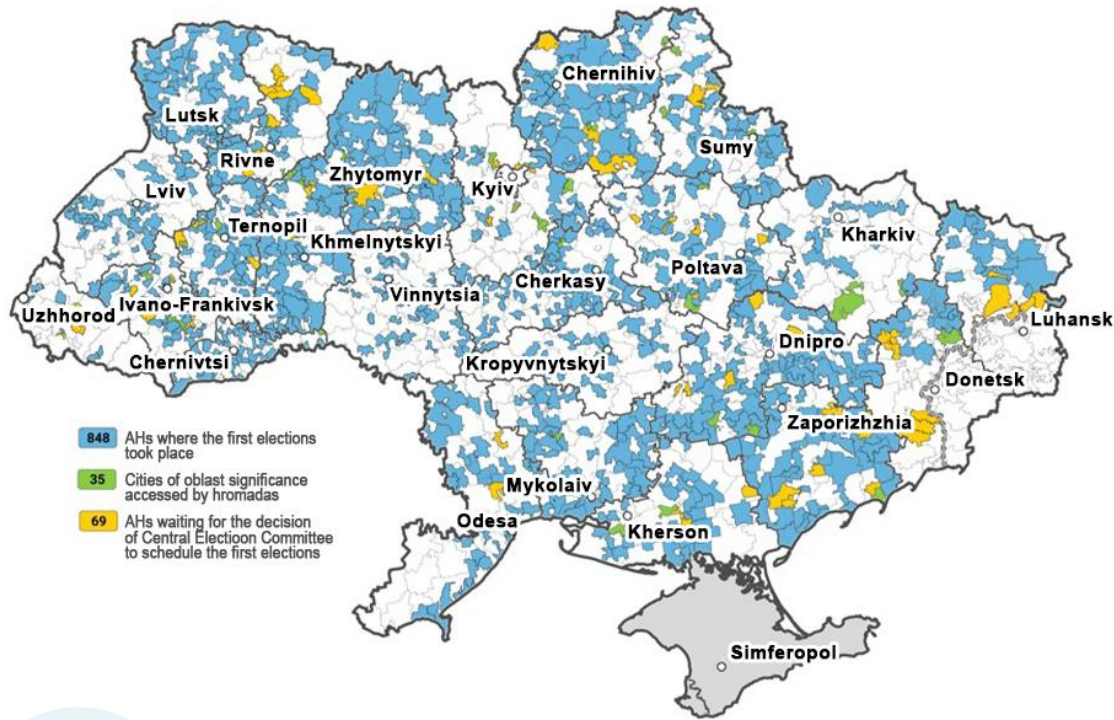 Chernihiv
Lutsk
Rivne
Sumy
Zhytomyr
Kyiv
Lviv
Ternopil
Kharkiv
Khmelnytskyi
Poltava
Cherkasy
Vinnytsia
Ivano-Frankivsk
Uzhhorod
Luhansk
Dnipro
Chernivtsi
Kropyvnytskyi
Donetsk
Zaporizhzhia
848 AHs where the first elections
took place
35 Cities of oblast significance
accessed by hromadas
69 AHs waiting for the decision
of Central Electioon Committee
to schedule the first elections
Mykolaiv
Odesa
Kherson
Simferopol